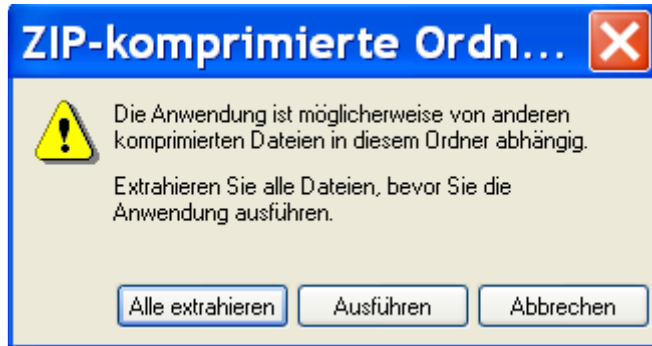 ZIP-komprimierte Ordn...
Die Anwendung ist möglicherweise von anderen
komprimierten Dateien in diesem Ordner abhängig.
Extrahieren Sie alle Dateien, bevor Sie die
Anwendung ausführen.
Alle extrahieren Ausführen Abbrechen